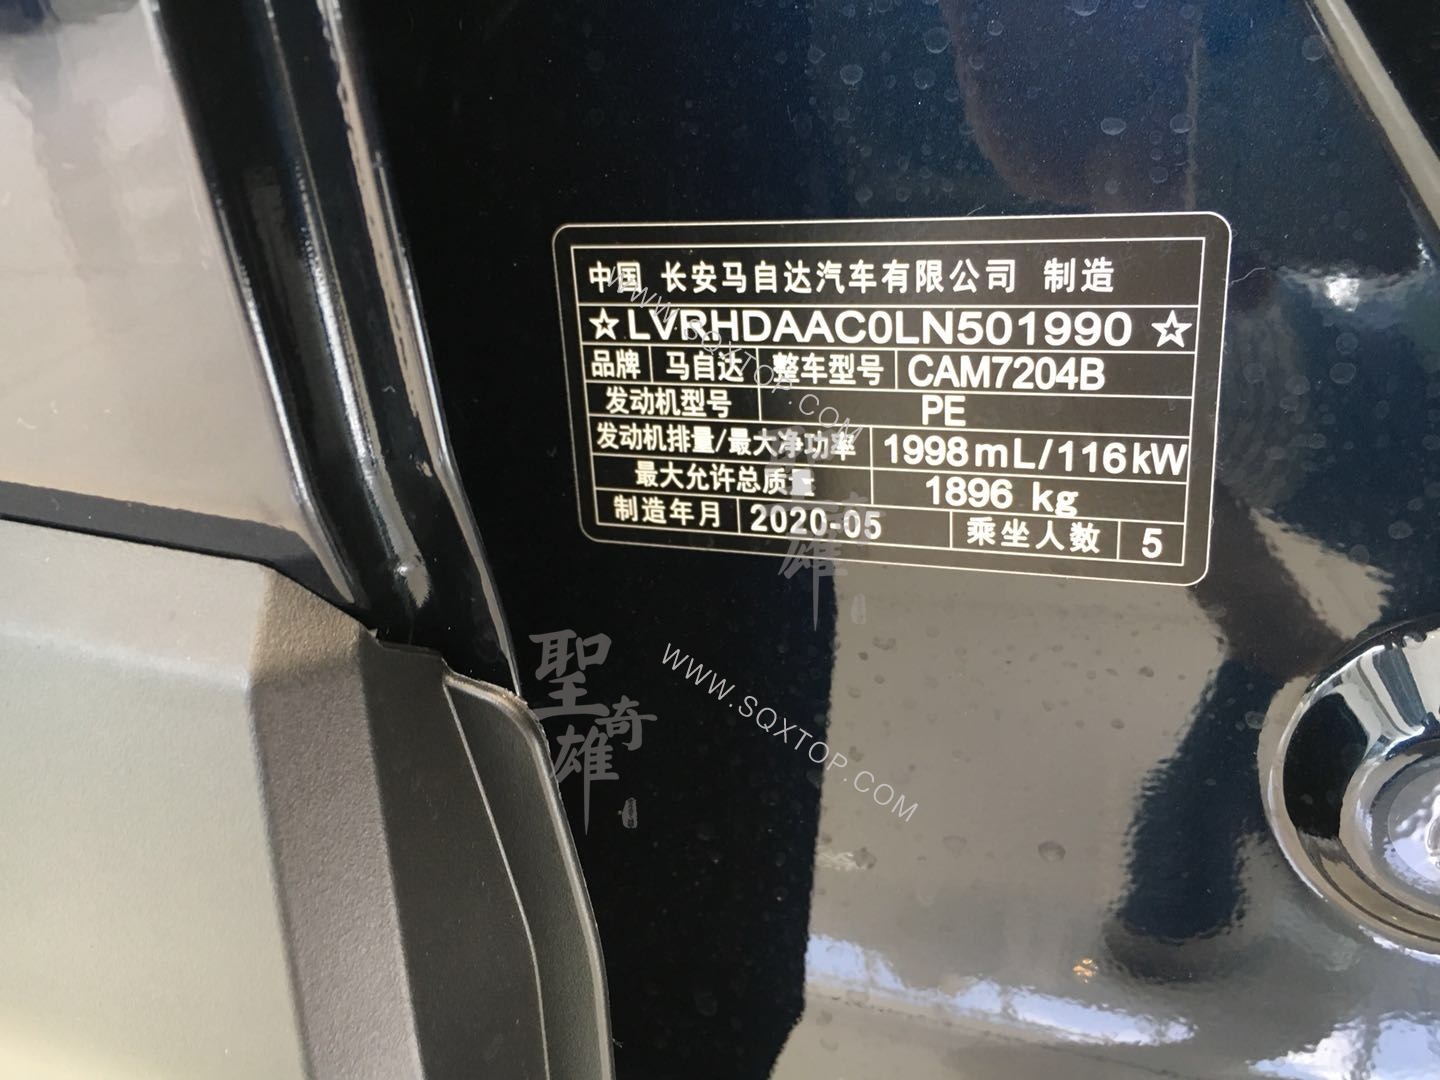 中国 长安马自达汽车有限公司 制造
☆LVRHDAAC0LN501990☆
品牌 马自达 整车型号 CAM7204B
发动机型号 PE
发动机排量/最大净功率 1998mL/116kW
最大允许总质量 1896 kg
制造年月 2020-05 乘坐人数 5
WWW.SQXTOP.COM
聖奇雄
聖奇雄
WWW.SQXTOP.COM